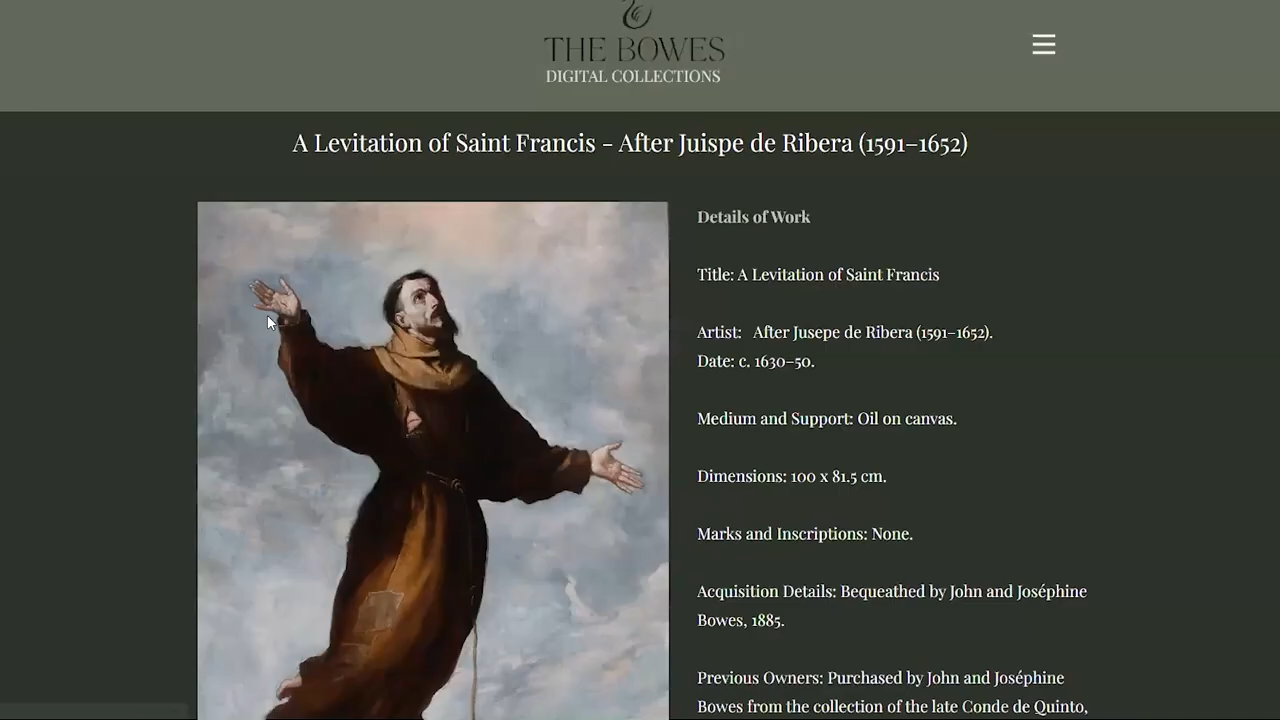 THE BOWES
DIGITAL COLLECTIONS
A Levitation of Saint Francis - After Juispe de Ribera (1591–1652)
Details of Work
Title: A Levitation of Saint Francis
Artist: After Jusepe de Ribera (1591–1652).
Date: c. 1630–50.
Medium and Support: Oil on canvas.
Dimensions: 100 x 81.5 cm.
Marks and Inscriptions: None.
Acquisition Details: Bequeathed by John and Joséphine
Bowes, 1885.
Previous Owners: Purchased by John and Joséphine
Bowes from the collection of the late Conde de Quinto,